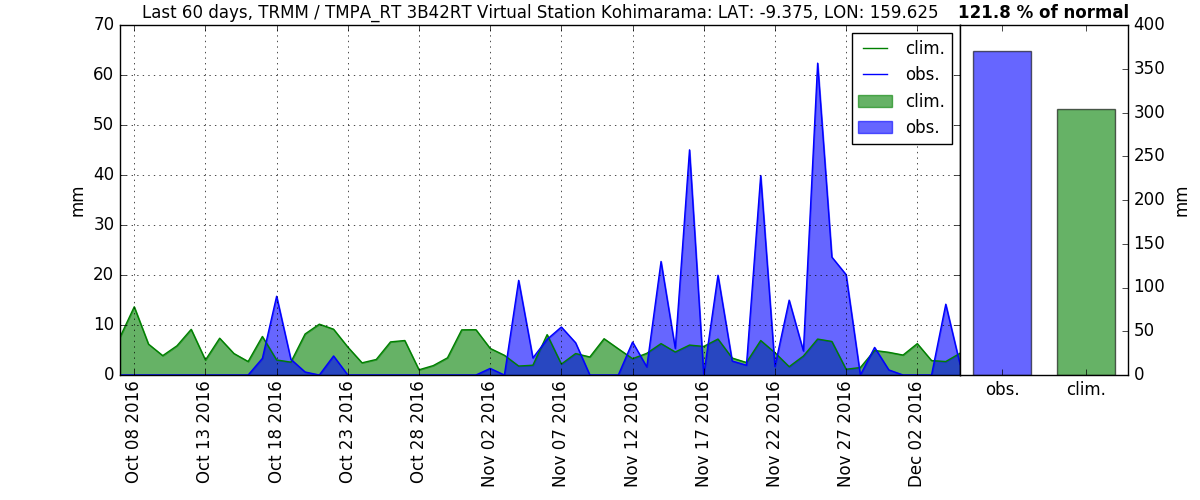 Last 60 days, TRMM / TMPA_RT 3B42RT Virtual Station Kohimarama: LAT: -9.375, LON: 159.625
121.8 % of normal
70
60
50
40
30
20
10
0
mm
clim.
obs.
clim.
obs.
Oct 08 2016
Oct 13 2016
Oct 18 2016
Oct 23 2016
Oct 28 2016
Nov 02 2016
Nov 07 2016
Nov 12 2016
Nov 17 2016
Nov 22 2016
Nov 27 2016
Dec 02 2016
400
350
300
250
200
150
100
50
0
mm
obs.
clim.